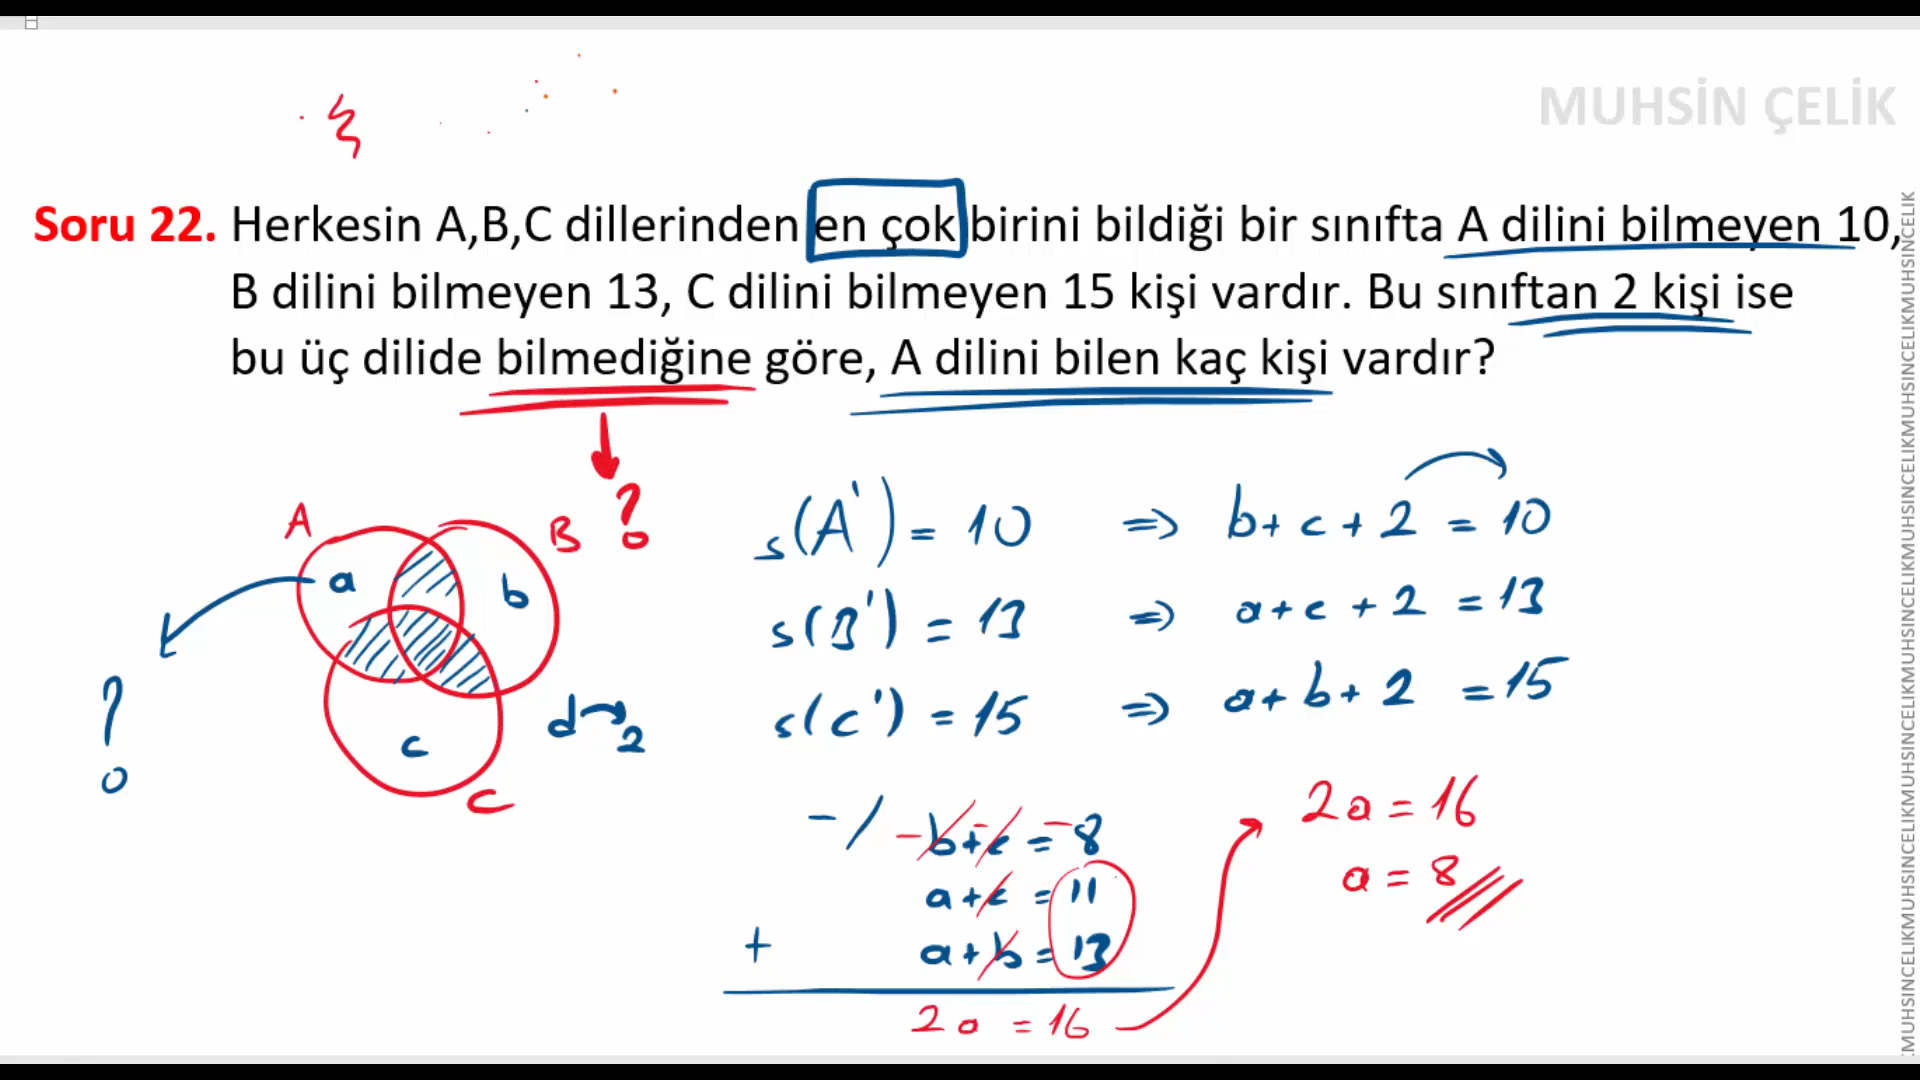 MUHSİN ÇELİK
Soru 22. Herkesin A,B,C dillerinden en çok birini bildiği bir sınıfta A dilini bilmeyen 10,
B dilini bilmeyen 13, C dilini bilmeyen 15 kişi vardır. Bu sınıftan 2 kişi ise
bu üç dilide bilmediğine göre, A dilini bilen kaç kişi vardır?
A B ?
a b
c
C
d 2
?
s(A') = 10 => b+c+2 = 10
s(B') = 13 => a+c+2 = 13
s(c') = 15 => a+b+2 = 15
-/ -b+-c = -8
a+c = 11
+ a+b = 13
2a = 16
2a = 16
a = 8
KMUHSINCELIKMUHSINCELIKMUHSINCELIKMUHSINCELIKMUHSINCELIKMUHSINCELIK